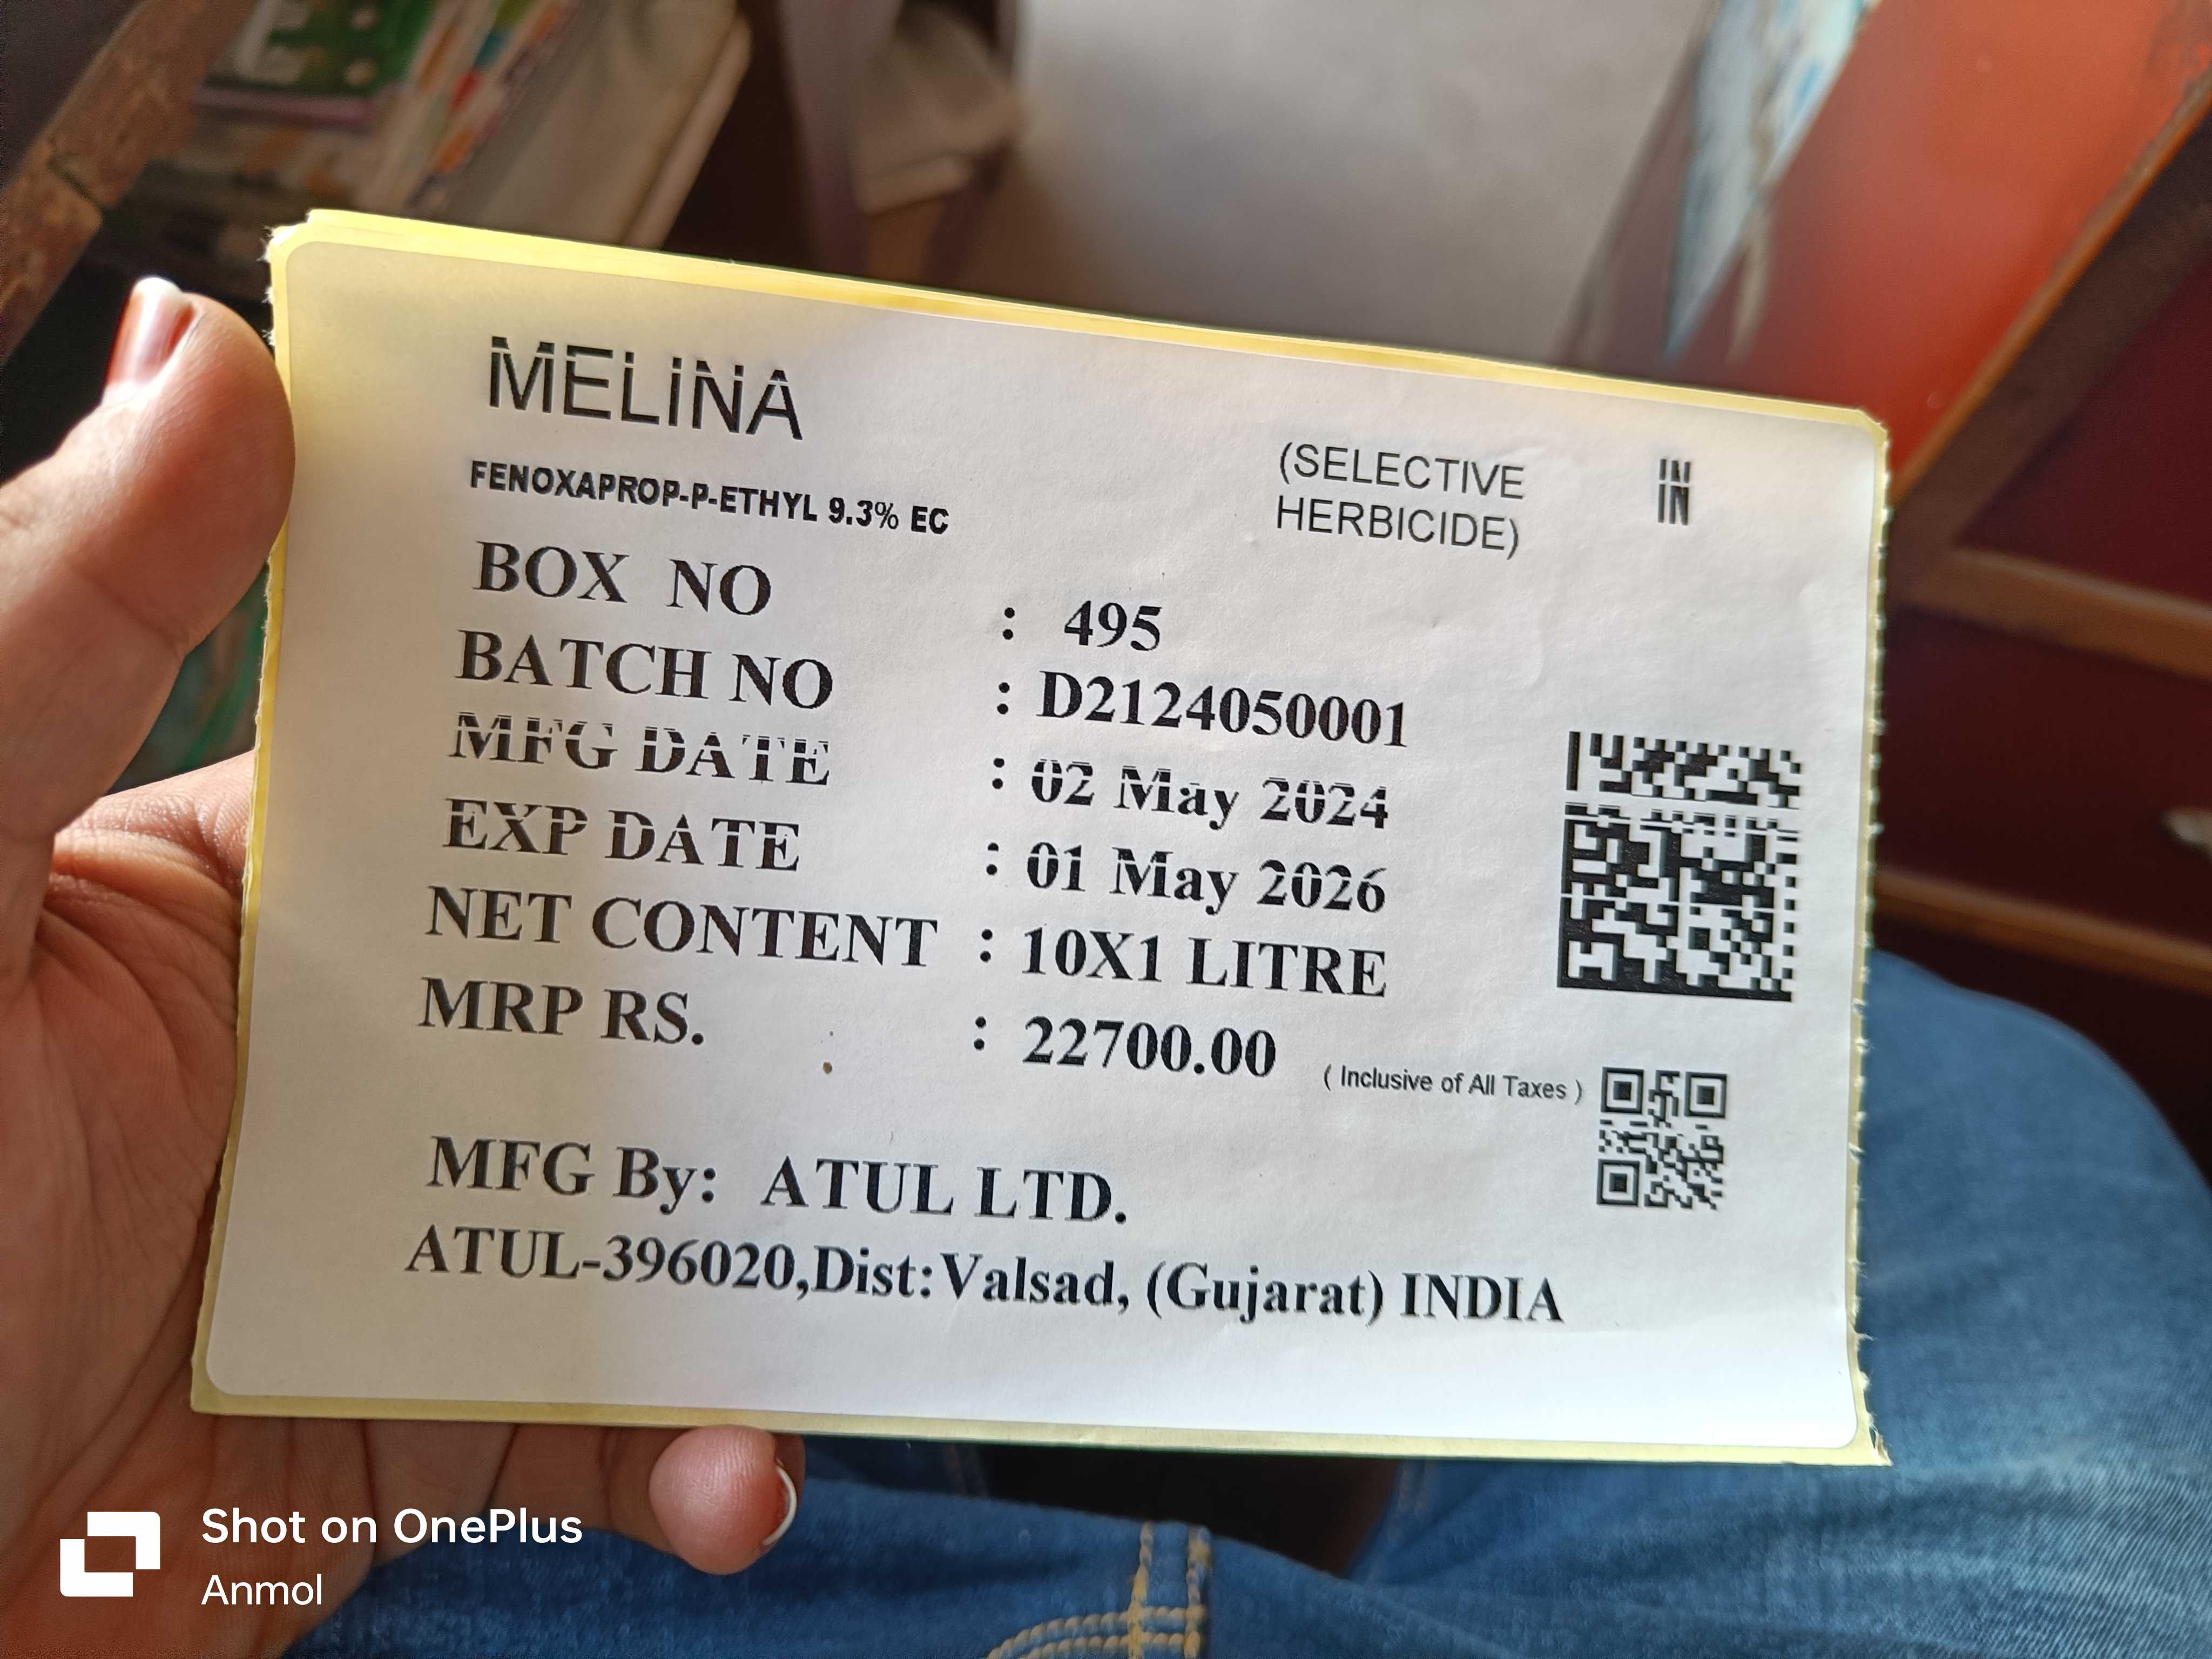 MELINA
FENOXAPROP-P-ETHYL 9.3% EC
(SELECTIVE
HERBICIDE)
IN
IN
BOX NO : 495
BATCH NO : D2124050001
MFG DATE : 02 May 2024
EXP DATE : 01 May 2026
NET CONTENT : 10X1 LITRE
MRP RS. : 22700.00 ( Inclusive of All Taxes )
MFG By: ATUL LTD.
ATUL-396020,Dist:Valsad, (Gujarat) INDIA
Shot on OnePlus
Anmol